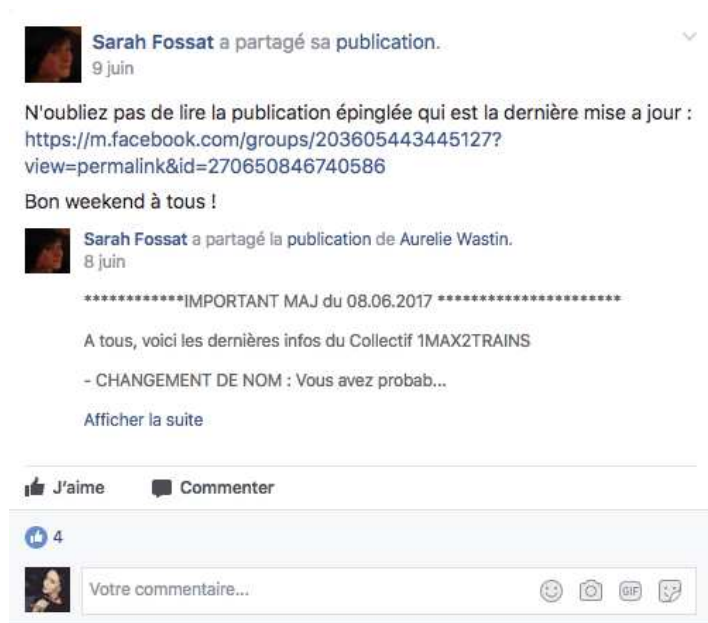 Sarah Fossat a partagé sa publication.
9 juin
N'oubliez pas de lire la publication épinglée qui est la dernière mise a jour :
https://m.facebook.com/groups/203605443445127?
view=permalink&id=270650846740586
Bon weekend à tous !
Sarah Fossat a partagé la publication de Aurelie Wastin.
8 juin
************IMPORTANT MAJ du 08.06.2017 **********************
A tous, voici les dernières infos du Collectif 1MAX2TRAINS
- CHANGEMENT DE NOM : Vous avez probab...
Afficher la suite
J'aime Commenter
4
Votre commentaire... GIF